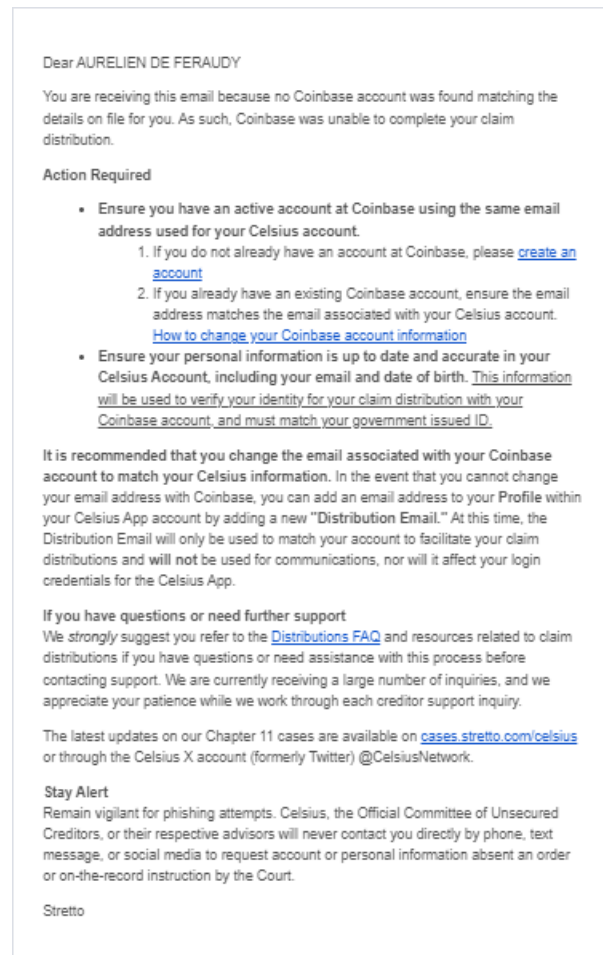 Dear AURELIEN DE FERAUDY
You are receiving this email because no Coinbase account was found matching the
details on file for you. As such, Coinbase was unable to complete your claim
distribution.
Action Required
• Ensure you have an active account at Coinbase using the same email
address used for your Celsius account.
1. If you do not already have an account at Coinbase, please create an
account
2. If you already have an existing Coinbase account, ensure the email
address matches the email associated with your Celsius account.
How to change your Coinbase account information
• Ensure your personal information is up to date and accurate in your
Celsius Account, including your email and date of birth. This information
will be used to verify your identity for your claim distribution with your
Coinbase account, and must match your government issued ID.
It is recommended that you change the email associated with your Coinbase
account to match your Celsius information. In the event that you cannot change
your email address with Coinbase, you can add an email address to your Profile within
your Celsius App account by adding a new "Distribution Email." At this time, the
Distribution Email will only be used to match your account to facilitate your claim
distributions and will not be used for communications, nor will it affect your login
credentials for the Celsius App.
If you have questions or need further support
We strongly suggest you refer to the Distributions FAQ and resources related to claim
distributions if you have questions or need assistance with this process before
contacting support. We are currently receiving a large number of inquiries, and we
appreciate your patience while we work through each creditor support inquiry.
The latest updates on our Chapter 11 cases are available on cases.stretto.com/celsius
or through the Celsius X account (formerly Twitter) @CelsiusNetwork.
Stay Alert
Remain vigilant for phishing attempts. Celsius, the Official Committee of Unsecured
Creditors, or their respective advisors will never contact you directly by phone, text
message, or social media to request account or personal information absent an order
or on-the-record instruction by the Court.
Stretto